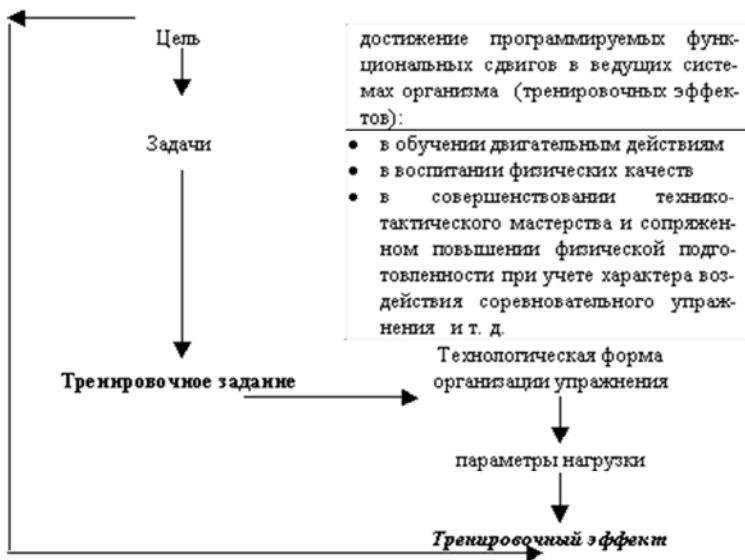 Цель
достижение программируемых функ-
циональных сдвигов в ведущих систе-
мах организма (тренировочных эффек-
тов):
Задачи
• в обучении двигательным действиям
• в воспитании физических качеств
• в совершенствовании технико-
тактического мастерства и сопряжен-
ном повышении физической подго-
товленности при учете характера воз-
действия соревновательного упраж-
нения и т. д.
Тренировочное задание
Технологическая форма
организации упражнения
параметры нагрузки
Тренировочный эффект